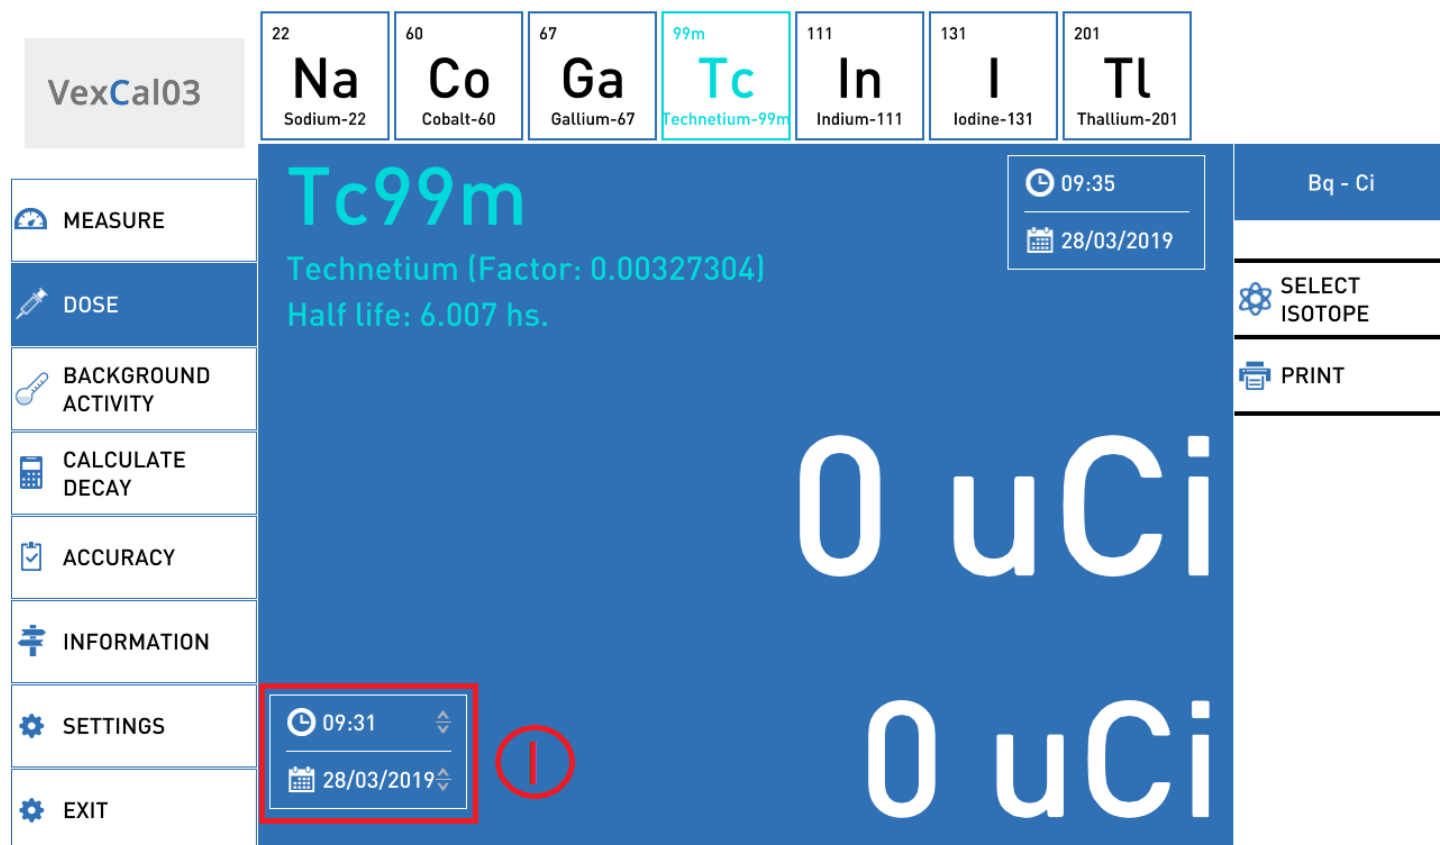 VexCal03
22
Na
Sodium-22
60
Co
Cobalt-60
67
Ga
Gallium-67
99m
Tc
Technetium-99m
111
In
Indium-111
131
I
Iodine-131
201
Tl
Thallium-201
MEASURE
DOSE
BACKGROUND
ACTIVITY
CALCULATE
DECAY
ACCURACY
INFORMATION
SETTINGS
EXIT
Tc99m
Technetium (Factor: 0.00327304)
Half life: 6.007 hs.
09:35
28/03/2019
0 uCi
09:31
28/03/2019
I
0 uCi
Bq - Ci
SELECT
ISOTOPE
PRINT